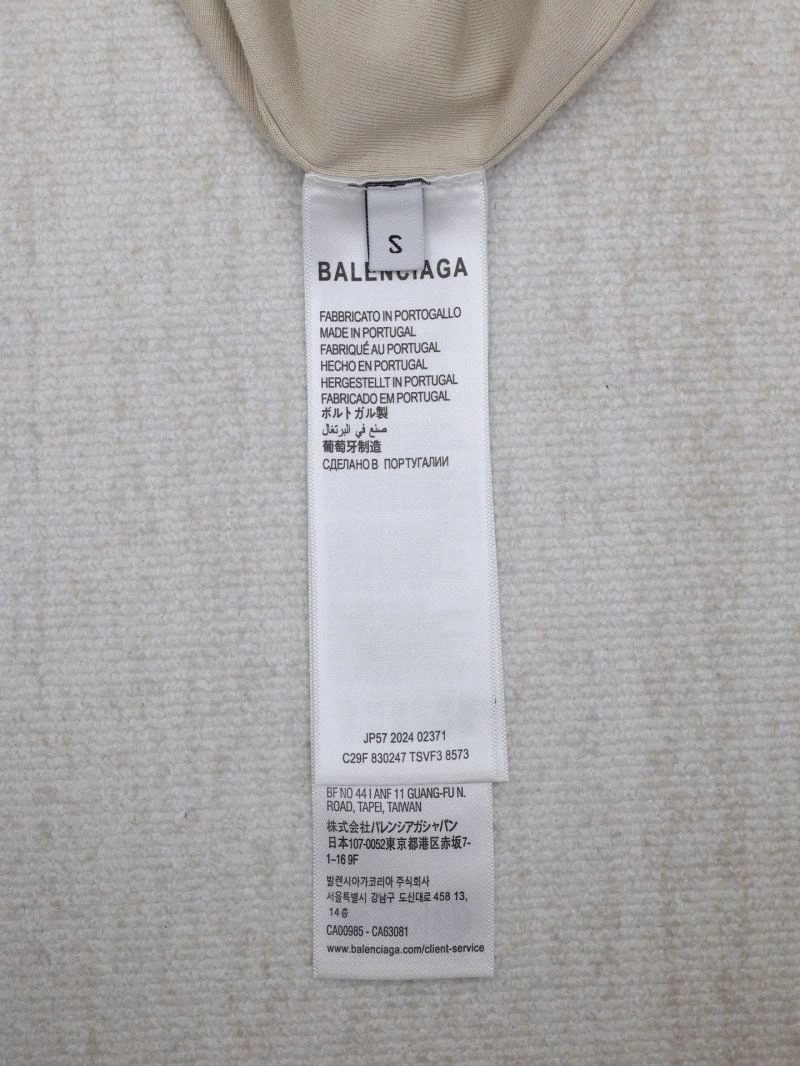 S
BALENCIAGA
FABBRICATO IN PORTOGALLO
MADE IN PORTUGAL
FABRIQUÉ AU PORTUGAL
HECHO EN PORTUGAL
HERGESTELLT IN PORTUGAL
FABRICADO EM PORTUGAL
ポルトガル製
صنع في البرتغال
葡萄牙制造
СДЕЛАНО В ПОРТУГАЛИИ
JP57 2024 02371
C29F 830247 TSVF3 8573
BF NO 44 I ANF 11 GUANG-FU N.
ROAD, TAPEI, TAIWAN
株式会社バレンシアガジャパン
日本107-0052東京都港区赤坂7-
1-16 9F
발렌시아가코리아 주식회사
서울특별시 강남구 도산대로 458 13,
14층
CA00985 - CA63081
www.balenciaga.com/client-service